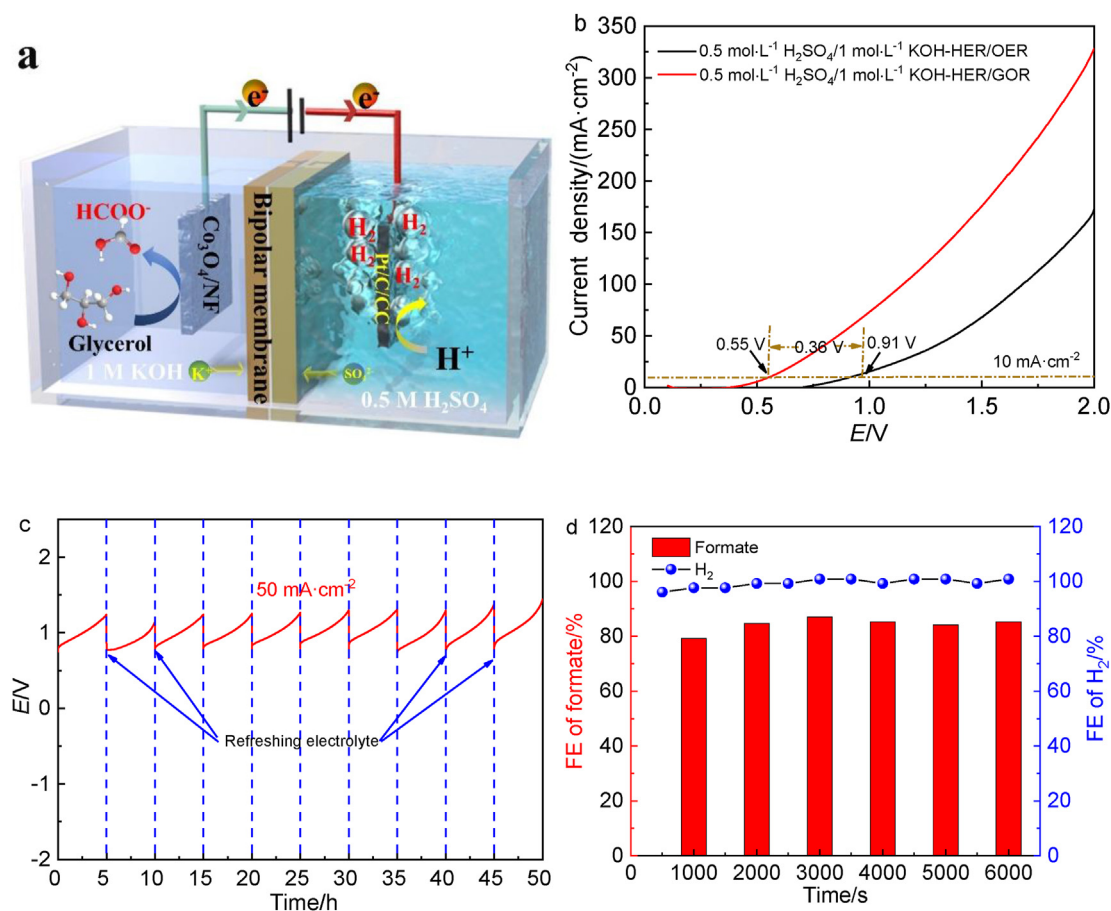 a
e⁻ e⁻
HCOO⁻
Glycerol
Co₃O₄/NF
Bipolar membrane
H₂ H₂
H₂ H₂
Pt/C/CC
H⁺
1 M KOH K⁺
SO₄²⁻
0.5 M H₂SO₄
b
0.5 mol·L⁻¹ H₂SO₄/1 mol·L⁻¹ KOH-HER/OER
0.5 mol·L⁻¹ H₂SO₄/1 mol·L⁻¹ KOH-HER/GOR
Current density/(mA·cm⁻²)
350
300
250
200
150
100
50
0
0.55 V 0.36 V 0.91 V
10 mA·cm⁻²
0.0 0.5 1.0 1.5 2.0
E/V
c
E/V
2
1
0
-1
-2
50 mA·cm⁻²
Refreshing electrolyte
0 5 10 15 20 25 30 35 40 45 50
Time/h
d
FE of formate/%
120
100
80
60
40
20
0
Formate
H₂
120
100
80
60
40
20
0
FE of H₂/%
1000 2000 3000 4000 5000 6000
Time/s